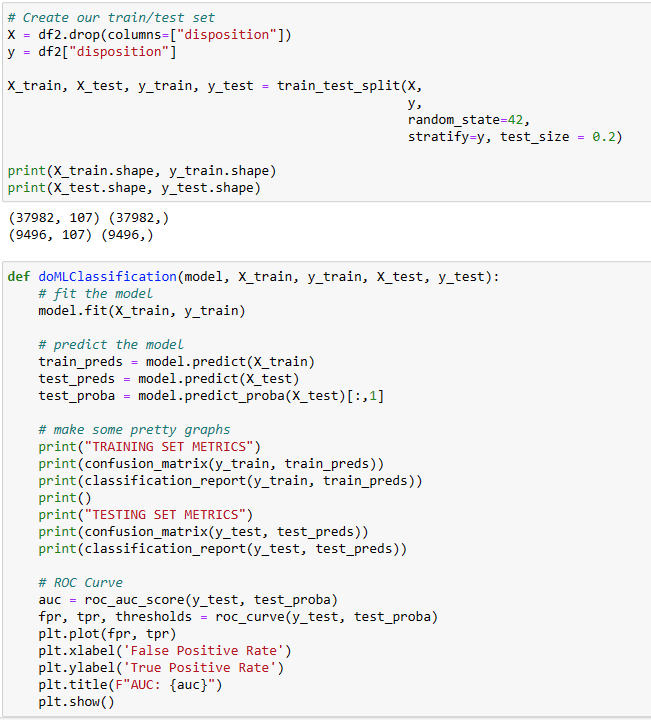 # Create our train/test set
X = df2.drop(columns=["disposition"])
y = df2["disposition"]
X_train, X_test, y_train, y_test = train_test_split(X,
y,
random_state=42,
stratify=y, test_size = 0.2)
print(X_train.shape, y_train.shape)
print(X_test.shape, y_test.shape)
(37982, 107) (37982,)
(9496, 107) (9496,)
def doMLClassification(model, X_train, y_train, X_test, y_test):
# fit the model
model.fit(X_train, y_train)
# predict the model
train_preds = model.predict(X_train)
test_preds = model.predict(X_test)
test_proba = model.predict_proba(X_test)[:,1]
# make some pretty graphs
print("TRAINING SET METRICS")
print(confusion_matrix(y_train, train_preds))
print(classification_report(y_train, train_preds))
print()
print("TESTING SET METRICS")
print(confusion_matrix(y_test, test_preds))
print(classification_report(y_test, test_preds))
# ROC Curve
auc = roc_auc_score(y_test, test_proba)
fpr, tpr, thresholds = roc_curve(y_test, test_proba)
plt.plot(fpr, tpr)
plt.xlabel('False Positive Rate')
plt.ylabel('True Positive Rate')
plt.title(F"AUC: {auc}")
plt.show()